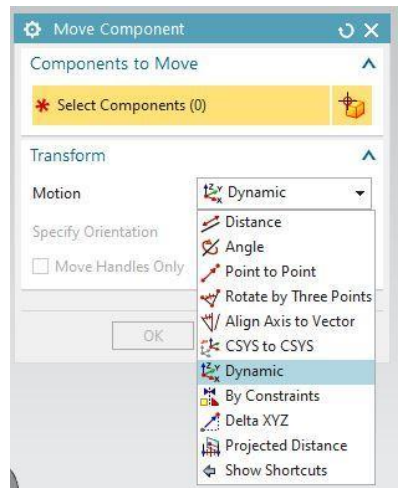 Move Component
Components to Move
* Select Components (0)
Transform
Motion
Dynamic
Specify Orientation
Move Handles Only
OK
Distance
Angle
Point to Point
Rotate by Three Points
Align Axis to Vector
CSYS to CSYS
Dynamic
By Constraints
Delta XYZ
Projected Distance
Show Shortcuts